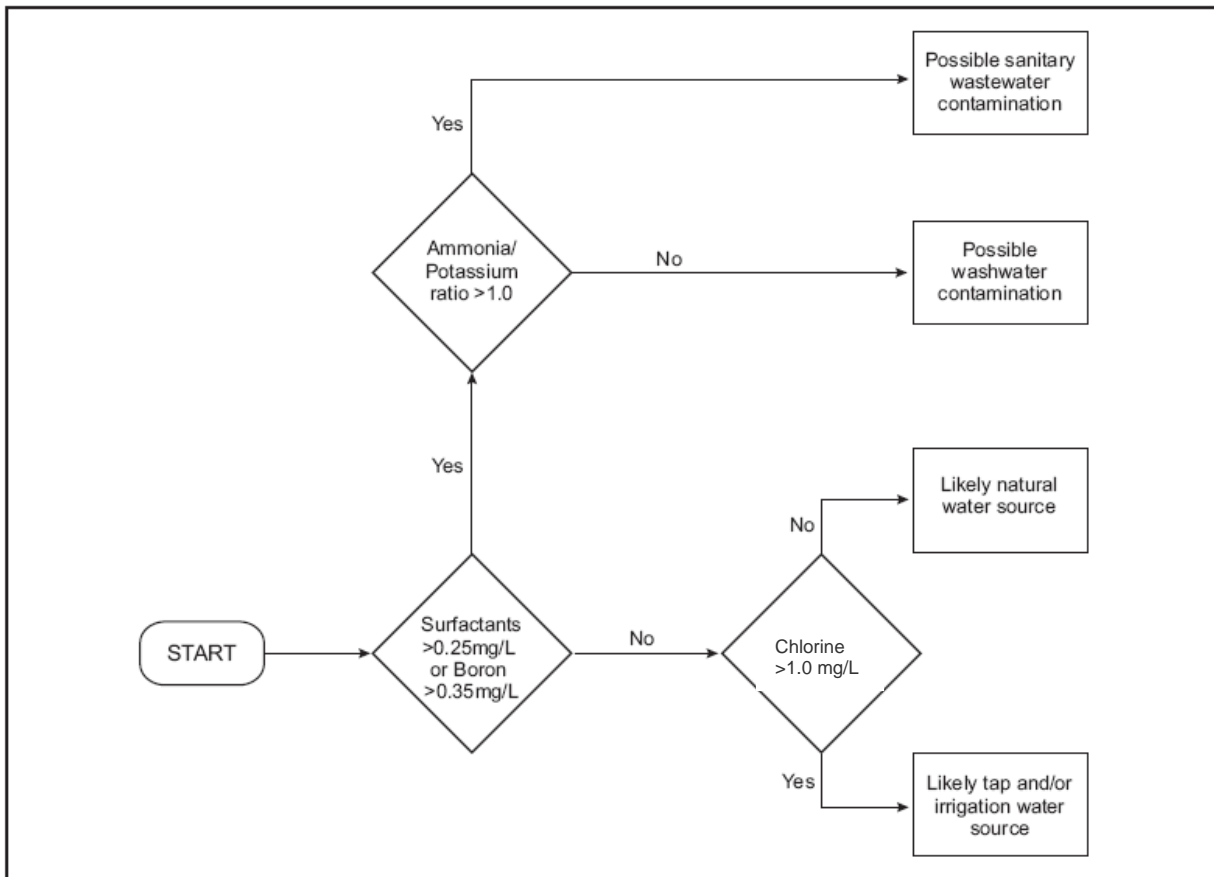 Possible sanitary
wastewater
contamination
Yes
Ammonia/
Potassium
ratio >1.0
No
Possible
washwater
contamination
Yes
Likely natural
water source
No
START
Surfactants
>0.25mg/L
or Boron
>0.35mg/L
No
Chlorine
>1.0 mg/L
Yes
Likely tap and/or
irrigation water
source